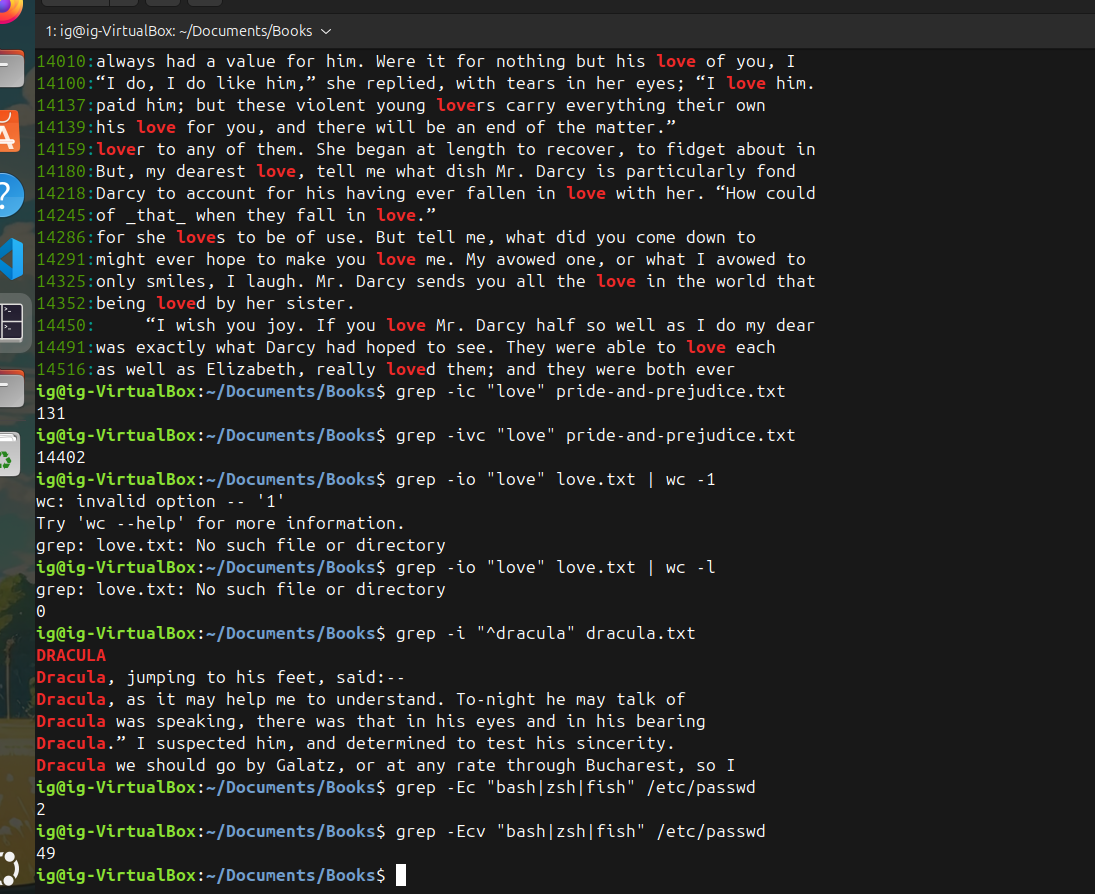 1: ig@ig-VirtualBox: ~/Documents/Books
14010:always had a value for him. Were it for nothing but his love of you, I
14100:“I do, I do like him,” she replied, with tears in her eyes; “I love him.
14137:paid him; but these violent young lovers carry everything their own
14139:his love for you, and there will be an end of the matter.”
14159:lover to any of them. She began at length to recover, to fidget about in
14180:But, my dearest love, tell me what dish Mr. Darcy is particularly fond
14218:Darcy to account for his having ever fallen in love with her. “How could
14245:of _that_ when they fall in love.”
14286:for she loves to be of use. But tell me, what did you come down to
14291:might ever hope to make you love me. My avowed one, or what I avowed to
14325:only smiles, I laugh. Mr. Darcy sends you all the love in the world that
14352:being loved by her sister.
14450:     “I wish you joy. If you love Mr. Darcy half so well as I do my dear
14491:was exactly what Darcy had hoped to see. They were able to love each
14516:as well as Elizabeth, really loved them; and they were both ever
ig@ig-VirtualBox:~/Documents/Books$ grep -ic "love" pride-and-prejudice.txt
131
ig@ig-VirtualBox:~/Documents/Books$ grep -ivc "love" pride-and-prejudice.txt
14402
ig@ig-VirtualBox:~/Documents/Books$ grep -io "love" love.txt | wc -1
wc: invalid option -- '1'
Try 'wc --help' for more information.
grep: love.txt: No such file or directory
ig@ig-VirtualBox:~/Documents/Books$ grep -io "love" love.txt | wc -l
grep: love.txt: No such file or directory
0
ig@ig-VirtualBox:~/Documents/Books$ grep -i "^dracula" dracula.txt
DRACULA
Dracula, jumping to his feet, said:--
Dracula, as it may help me to understand. To-night he may talk of
Dracula was speaking, there was that in his eyes and in his bearing
Dracula.” I suspected him, and determined to test his sincerity.
Dracula we should go by Galatz, or at any rate through Bucharest, so I
ig@ig-VirtualBox:~/Documents/Books$ grep -Ec "bash|zsh|fish" /etc/passwd
2
ig@ig-VirtualBox:~/Documents/Books$ grep -Ecv "bash|zsh|fish" /etc/passwd
49
ig@ig-VirtualBox:~/Documents/Books$